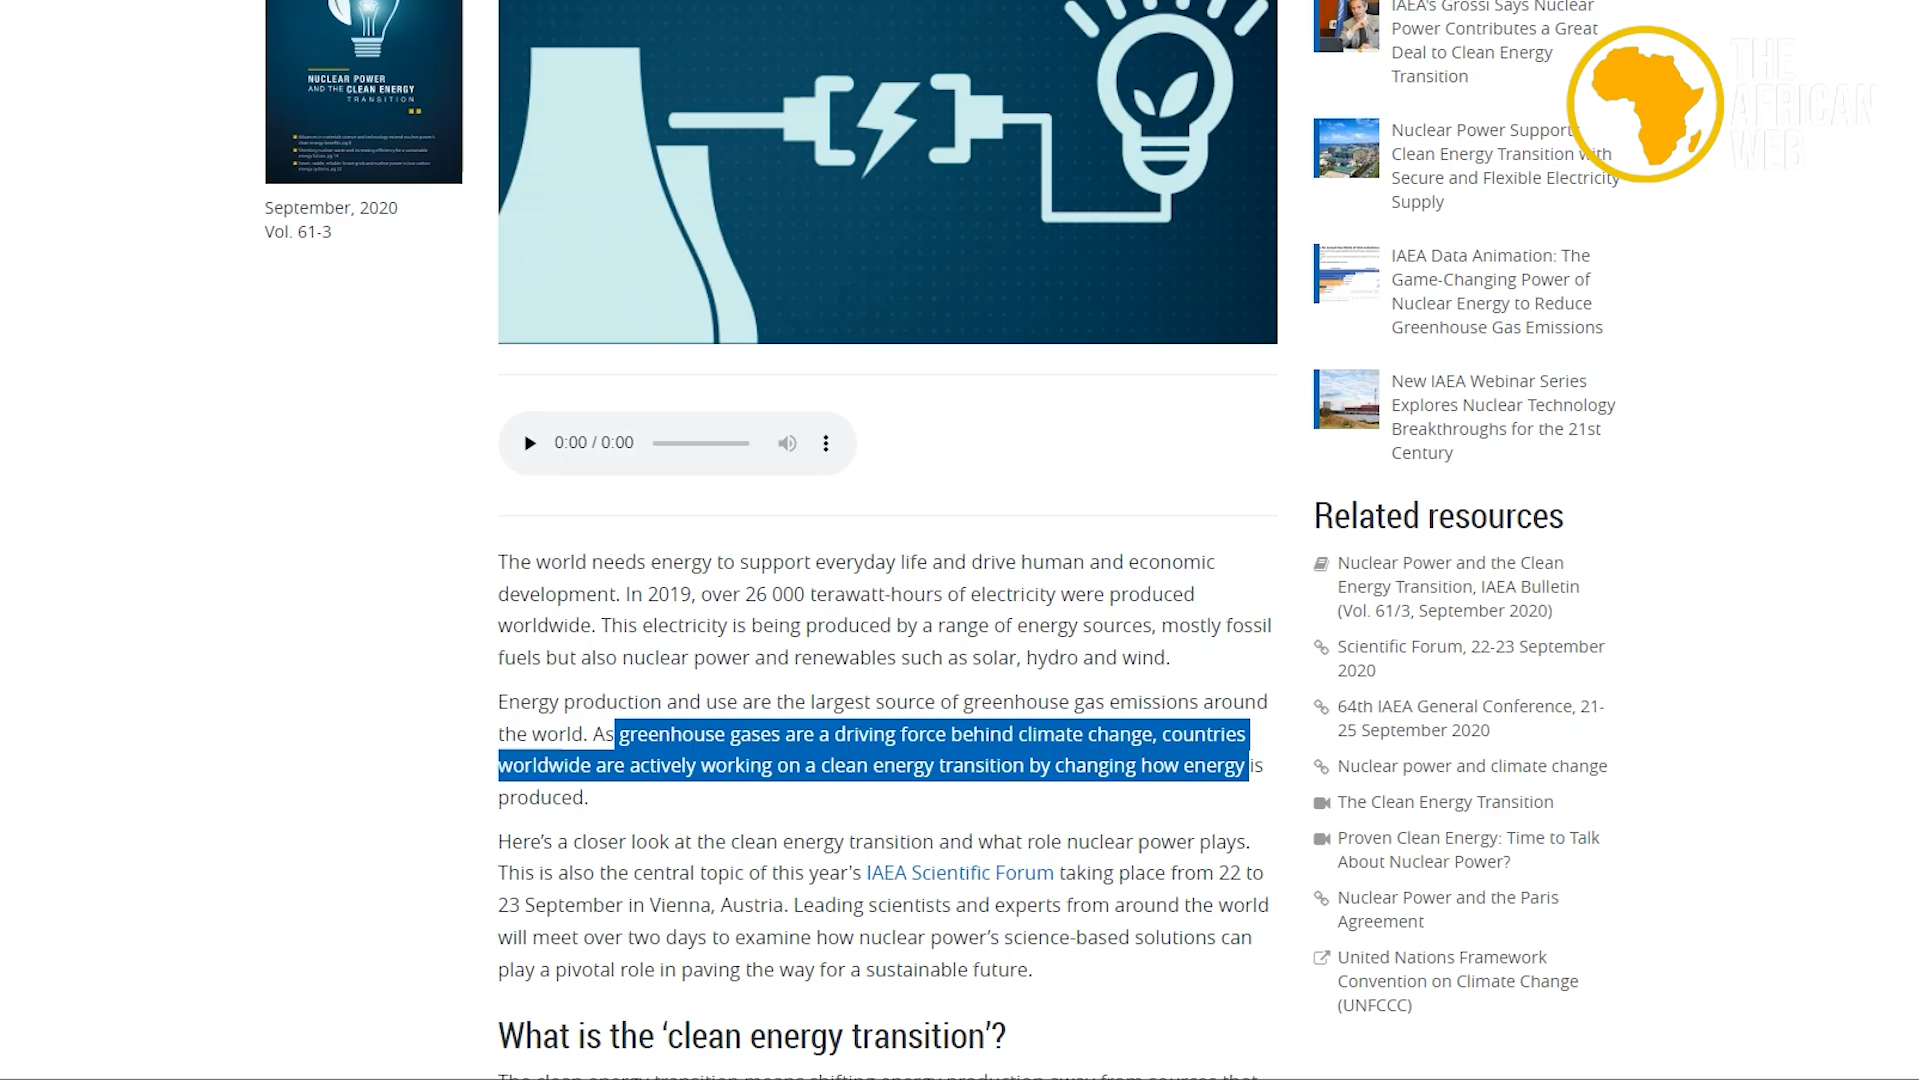 NUCLEAR POWER
AND THE CLEAN ENERGY
TRANSITION
September, 2020
Vol. 61-3
0:00 / 0:00
The world needs energy to support everyday life and drive human and economic
development. In 2019, over 26 000 terawatt-hours of electricity were produced
worldwide. This electricity is being produced by a range of energy sources, mostly fossil
fuels but also nuclear power and renewables such as solar, hydro and wind.
Energy production and use are the largest source of greenhouse gas emissions around
the world. As greenhouse gases are a driving force behind climate change, countries
worldwide are actively working on a clean energy transition by changing how energy is
produced.
Here’s a closer look at the clean energy transition and what role nuclear power plays.
This is also the central topic of this year's IAEA Scientific Forum taking place from 22 to
23 September in Vienna, Austria. Leading scientists and experts from around the world
will meet over two days to examine how nuclear power’s science-based solutions can
play a pivotal role in paving the way for a sustainable future.
What is the ‘clean energy transition’?
The clean energy transition means shifting energy production away from sources that
IAEA's Grossi Says Nuclear
Power Contributes a Great
Deal to Clean Energy
Transition
Nuclear Power Supports
Clean Energy Transition with
Secure and Flexible Electricity
Supply
IAEA Data Animation: The
Game-Changing Power of
Nuclear Energy to Reduce
Greenhouse Gas Emissions
New IAEA Webinar Series
Explores Nuclear Technology
Breakthroughs for the 21st
Century
Related resources
Nuclear Power and the Clean
Energy Transition, IAEA Bulletin
(Vol. 61/3, September 2020)
Scientific Forum, 22-23 September
2020
64th IAEA General Conference, 21-
25 September 2020
Nuclear power and climate change
The Clean Energy Transition
Proven Clean Energy: Time to Talk
About Nuclear Power?
Nuclear Power and the Paris
Agreement
United Nations Framework
Convention on Climate Change
(UNFCCC)
THE
AFRICAN
WEB